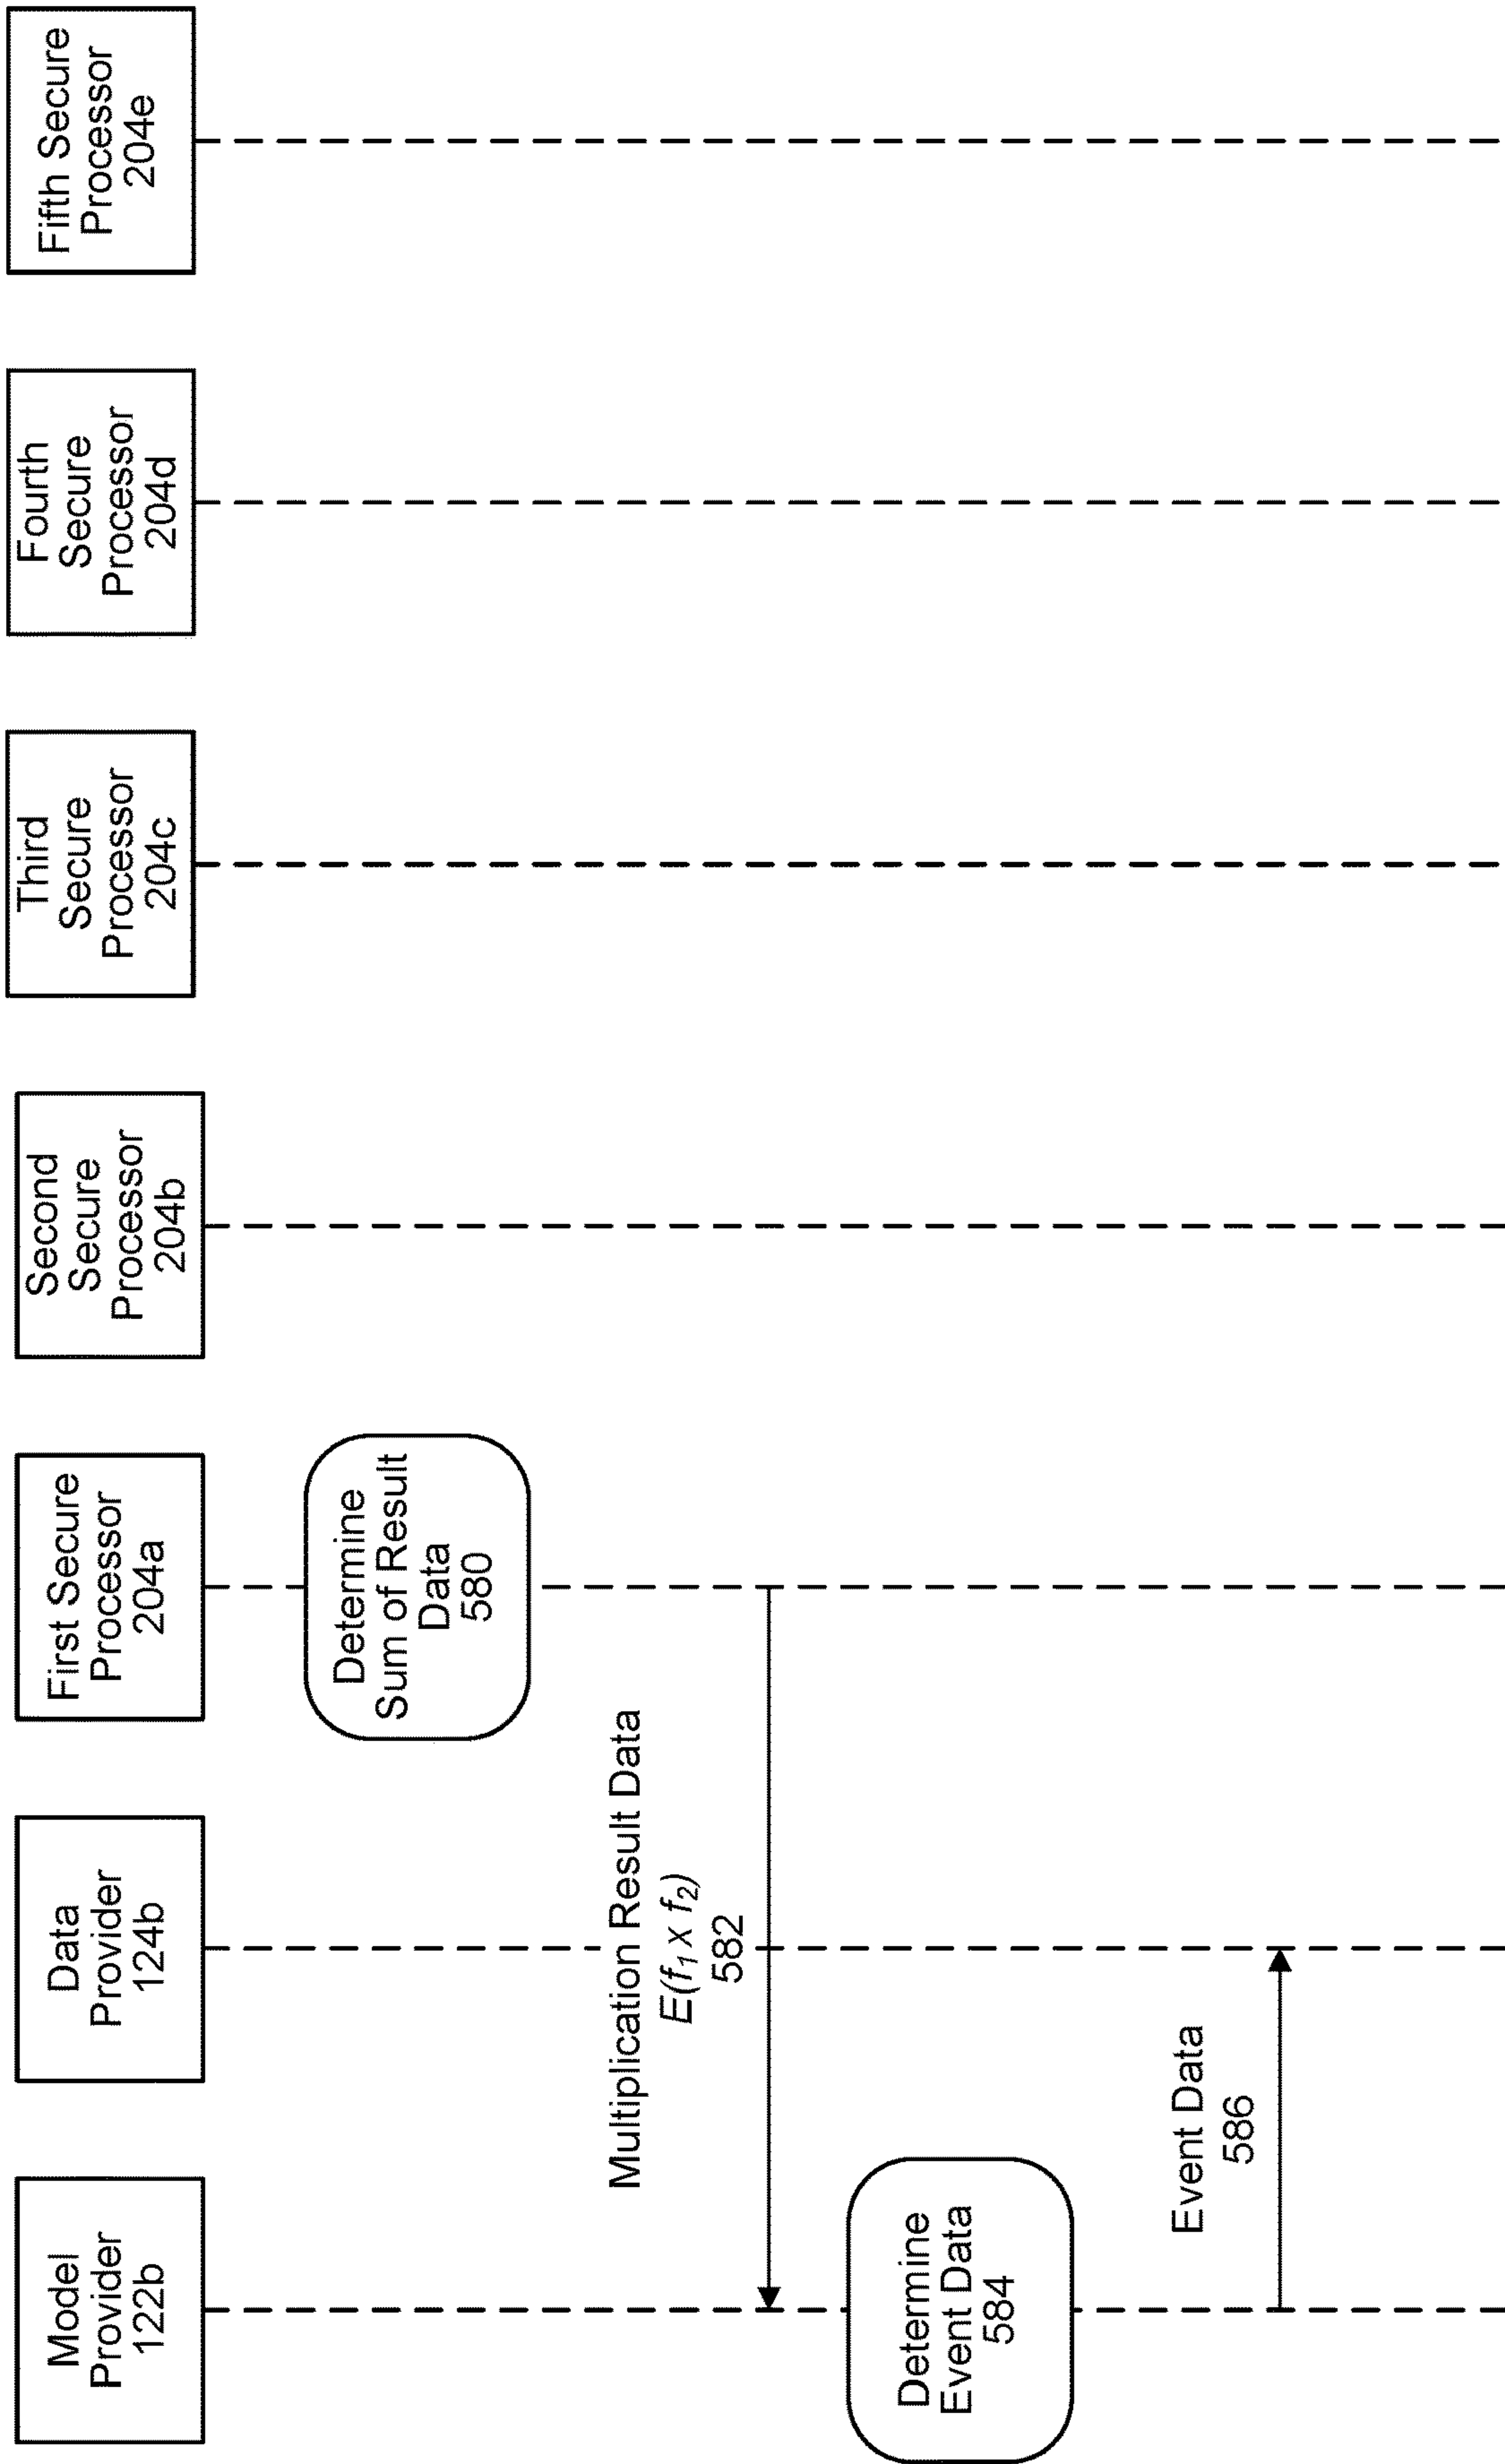 Model
Provider
122b
Data
Provider
124b
First Secure
Processor
204a
Second
Secure
Processor
204b
Third
Secure
Processor
204c
Fourth
Secure
Processor
204d
Fifth Secure
Processor
204e
Determine
Sum of Result
Data
580
Multiplication Result Data
E(f₁ x f₂)
582
Determine
Event Data
584
Event Data
586